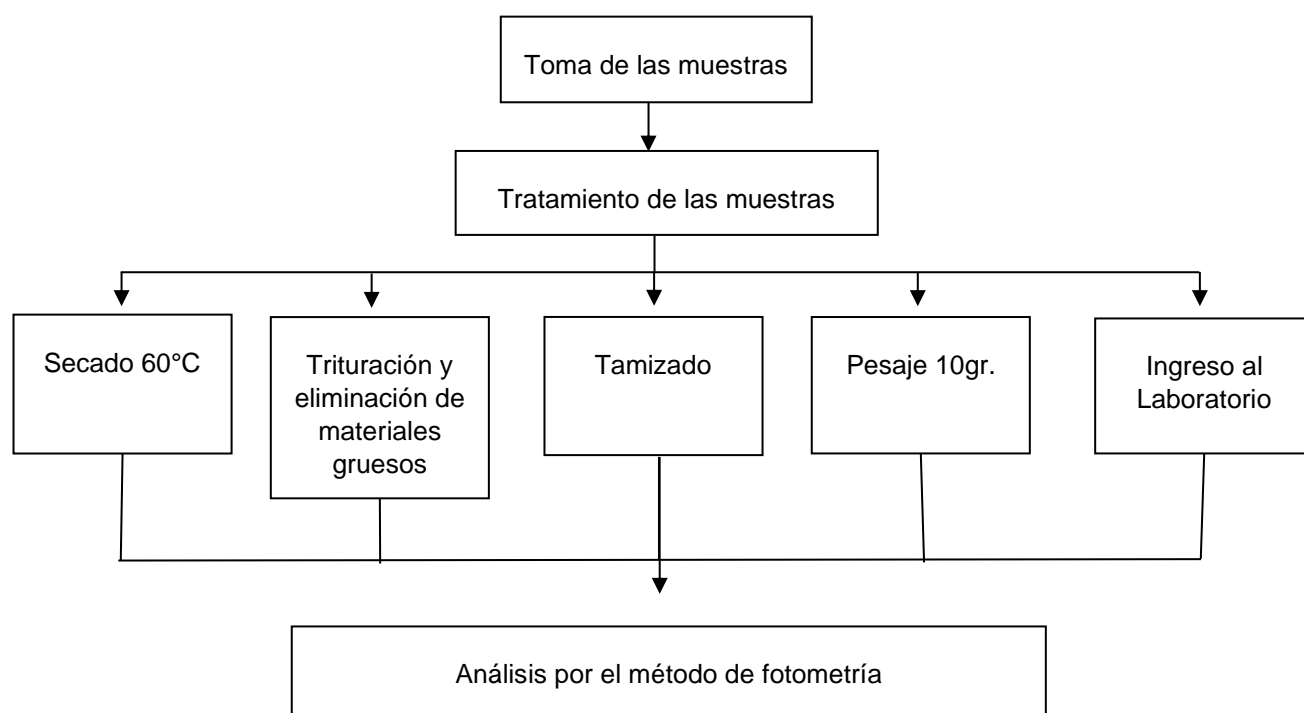 Toma de las muestras
Tratamiento de las muestras
Secado 60°C
Trituración y
eliminación de
materiales
gruesos
Tamizado
Pesaje 10gr.
Ingreso al
Laboratorio
Análisis por el método de fotometría